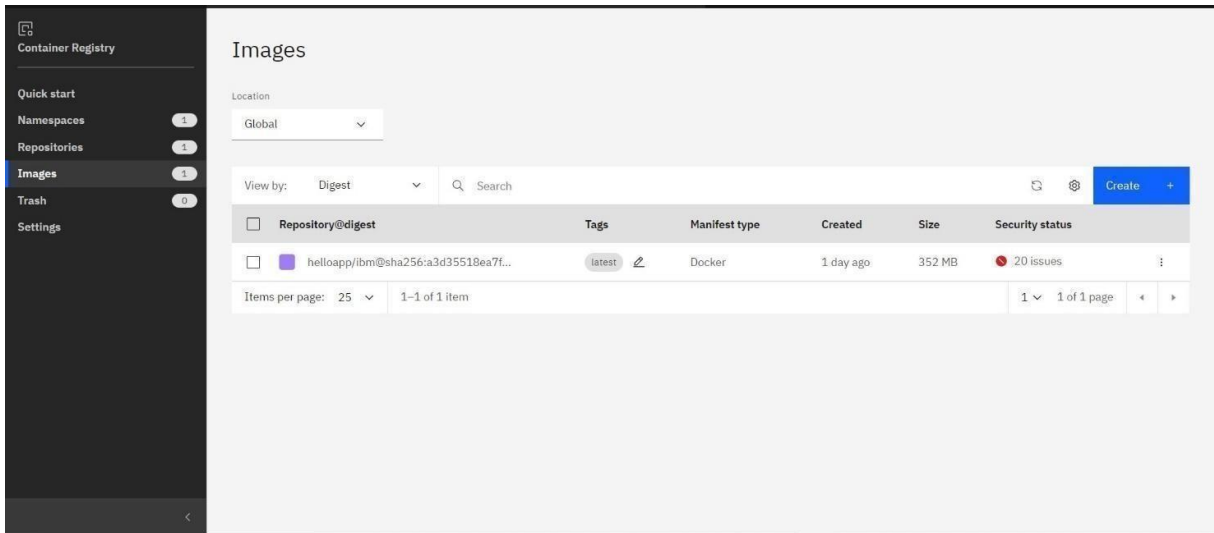 Container Registry
Quick start
Namespaces 1
Repositories 1
Images 1
Trash 0
Settings
Images
Location
Global
View by: Digest Search Create +
Repository@digest Tags Manifest type Created Size Security status
helloapp/ibm@sha256:a3d35518ea7f... latest Docker 1 day ago 352 MB 20 issues
Items per page: 25 1–1 of 1 item 1 1 of 1 page